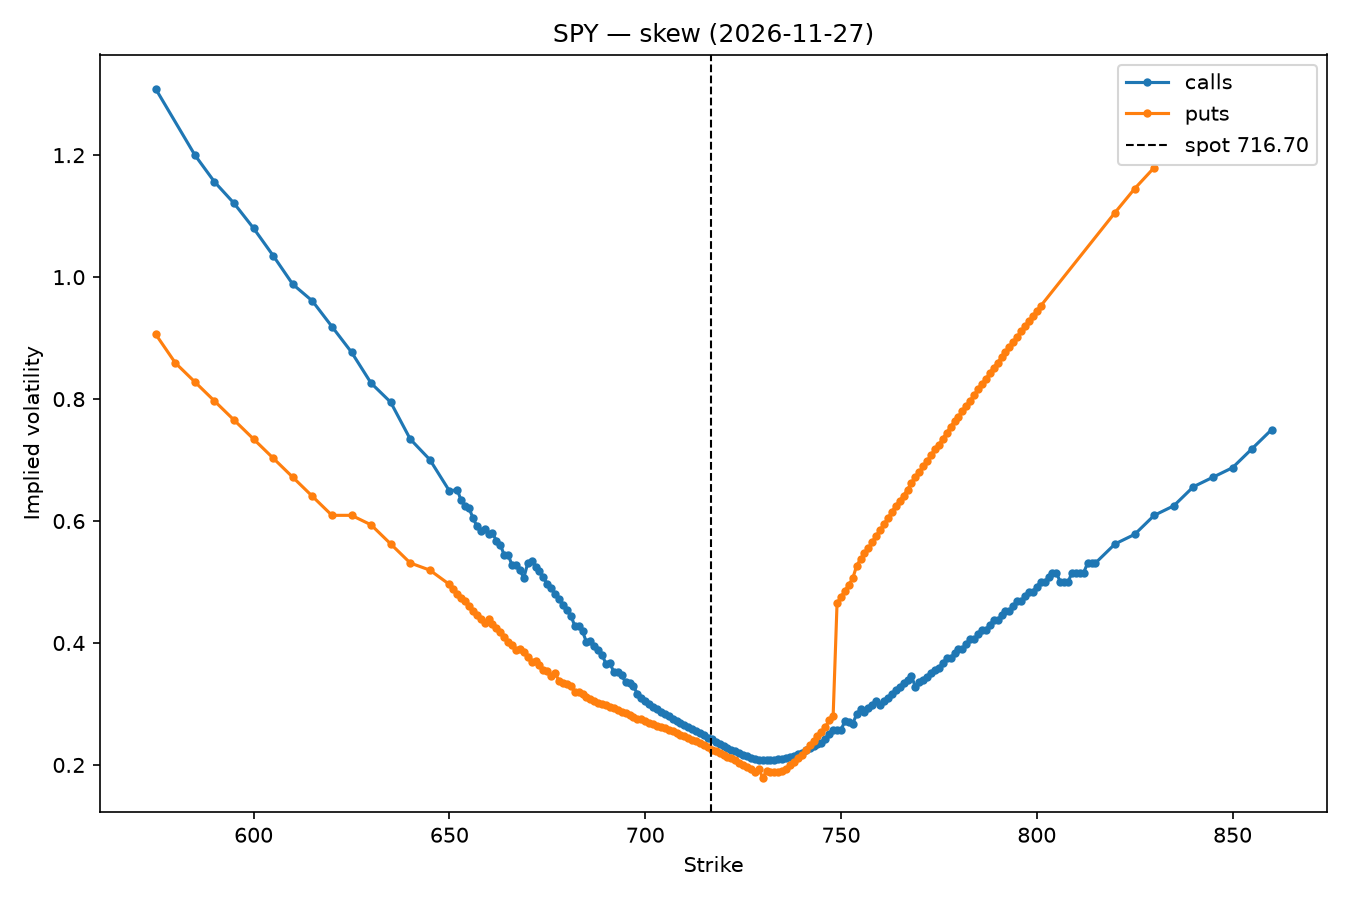 SPY — skew (2026-11-27)
calls
puts
spot 716.70
Implied volatility
1.2
1.0
0.8
0.6
0.4
0.2
600
650
700
750
800
850
Strike